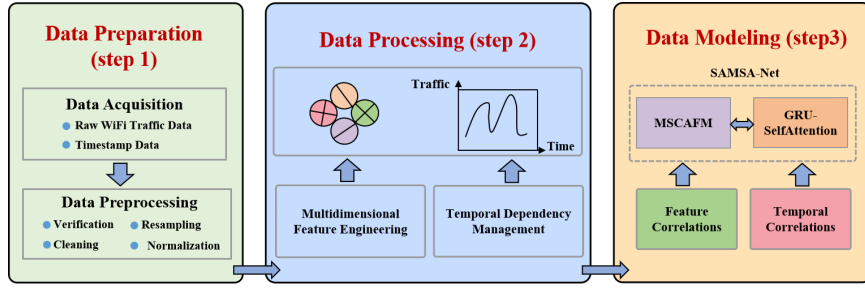 Data Preparation
(step 1)
Data Acquisition
Raw WiFi Traffic Data
Timestamp Data
Data Preprocessing
Verification
Resampling
Cleaning
Normalization
Data Processing (step 2)
Traffic
Time
Multidimensional
Feature Engineering
Temporal Dependency
Management
Data Modeling (step3)
SAMSA-Net
MSCAFM
GRU-
SelfAttention
Feature
Correlations
Temporal
Correlations